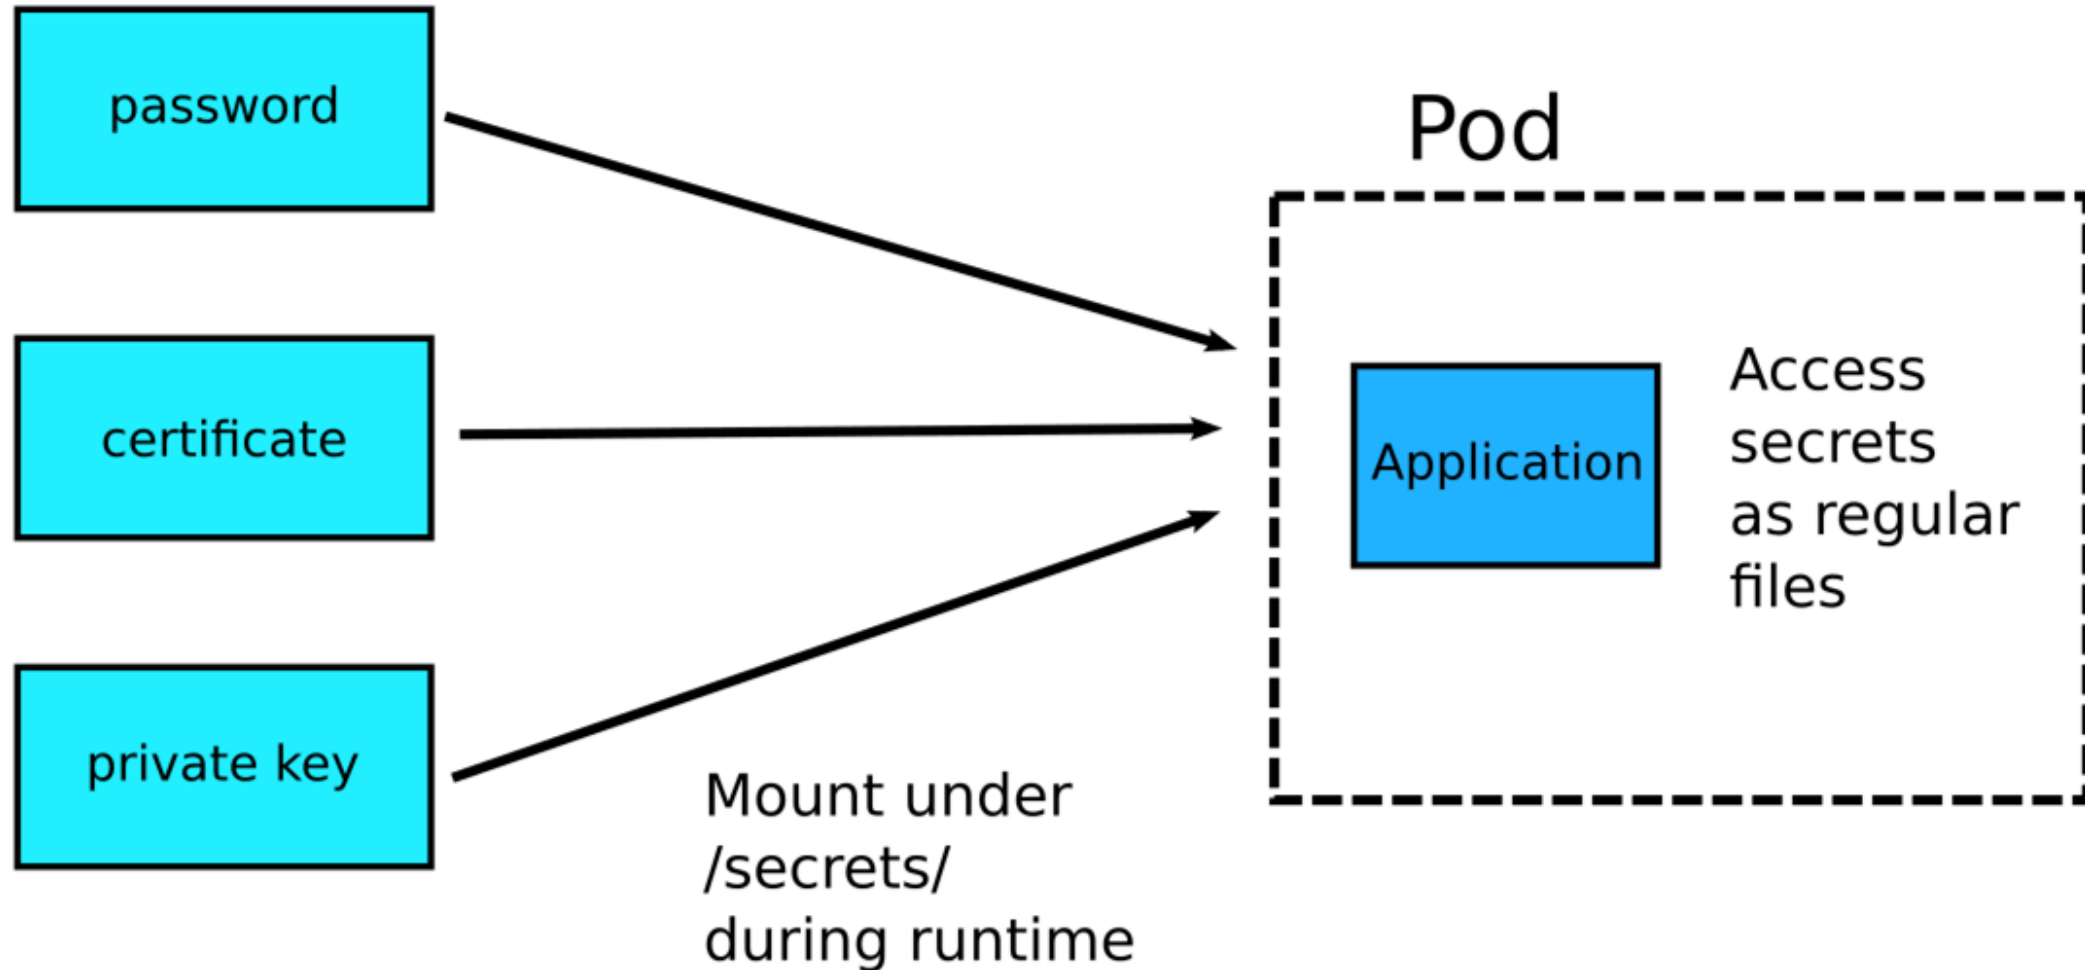 password
Pod
certificate
Application
Access
secrets
as regular
files
private key
Mount under
/secrets/
during runtime